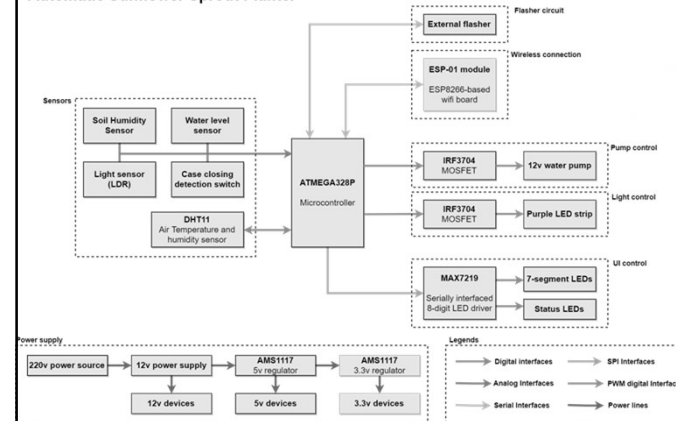 Flasher circuit
External flasher
Wireless connection
ESP-01 module
ESP8266-based
wifi board
Sensors
Soil Humidity
Sensor
Water level
sensor
Light sensor
(LDR)
Case closing
detection switch
DHT11
Air Temperature and
humidity sensor
ATMEGA328P
Microcontroller
Pump control
IRF3704
MOSFET
12v water pump
Light control
IRF3704
MOSFET
Purple LED strip
UI control
MAX7219
Serially interfaced
8-digit LED driver
7-segment LEDs
Status LEDs
Power supply
220v power source
12v power supply
AMS1117
5v regulator
AMS1117
3.3v regulator
12v devices
5v devices
3.3v devices
Legends
Digital interfaces
SPI Interfaces
Analog Interfaces
PWM digital Interfac
Serial Interfaces
Power lines